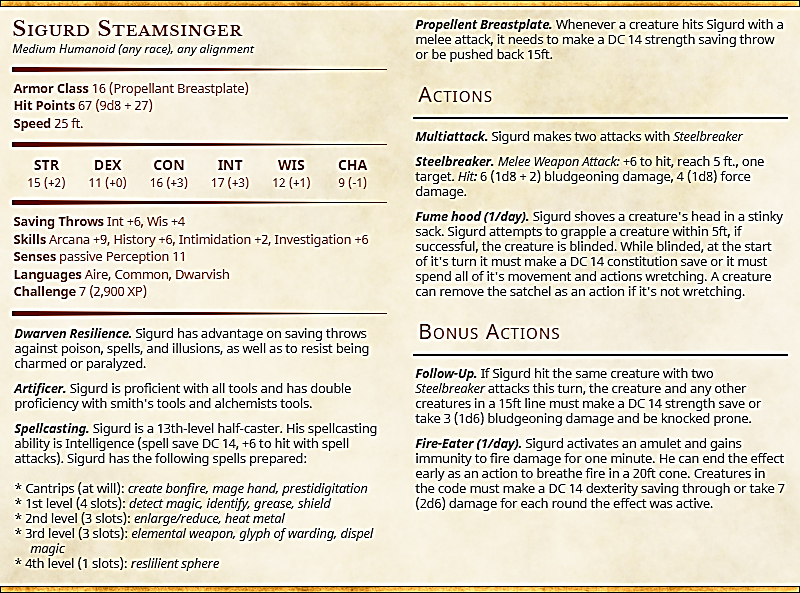 Sigurd Steamsinger
Medium Humanoid (any race), any alignment
Armor Class 16 (Propellant Breastplate)
Hit Points 67 (9d8 + 27)
Speed 25 ft.
STR DEX CON INT WIS CHA
15 (+2) 11 (+0) 16 (+3) 17 (+3) 12 (+1) 9 (-1)
Saving Throws Int +6, Wis +4
Skills Arcana +9, History +6, Intimidation +2, Investigation +6
Senses passive Perception 11
Languages Aire, Common, Dwarvish
Challenge 7 (2,900 XP)
Dwarven Resilience. Sigurd has advantage on saving throws
against poison, spells, and illusions, as well as to resist being
charmed or paralyzed.
Artificer. Sigurd is proficient with all tools and has double
proficiency with smith's tools and alchemists tools.
Spellcasting. Sigurd is a 13th-level half-caster. His spellcasting
ability is Intelligence (spell save DC 14, +6 to hit with spell
attacks). Sigurd has the following spells prepared:
* Cantrips (at will): create bonfire, mage hand, prestidigitation
* 1st level (4 slots): detect magic, identify, grease, shield
* 2nd level (3 slots): enlarge/reduce, heat metal
* 3rd level (3 slots): elemental weapon, glyph of warding, dispel
magic
* 4th level (1 slots): reslilient sphere
Propellent Breastplate. Whenever a creature hits Sigurd with a
melee attack, it needs to make a DC 14 strength saving throw
or be pushed back 15ft.
Actions
Multiattack. Sigurd makes two attacks with Steelbreaker
Steelbreaker. Melee Weapon Attack: +6 to hit, reach 5 ft., one
target. Hit: 6 (1d8 + 2) bludgeoning damage, 4 (1d8) force
damage.
Fume hood (1/day). Sigurd shoves a creature's head in a stinky
sack. Sigurd attempts to grapple a creature within 5ft, if
successful, the creature is blinded. While blinded, at the start
of it's turn it must make a DC 14 constitution save or it must
spend all of it's movement and actions wretching. A creature
can remove the satchel as an action if it's not wretching.
Bonus Actions
Follow-Up. If Sigurd hit the same creature with two
Steelbreaker attacks this turn, the creature and any other
creatures in a 15ft line must make a DC 14 strength save or
take 3 (1d6) bludgeoning damage and be knocked prone.
Fire-Eater (1/day). Sigurd activates an amulet and gains
immunity to fire damage for one minute. He can end the effect
early as an action to breathe fire in a 20ft cone. Creatures in
the code must make a DC 14 dexterity saving through or take 7
(2d6) damage for each round the effect was active.